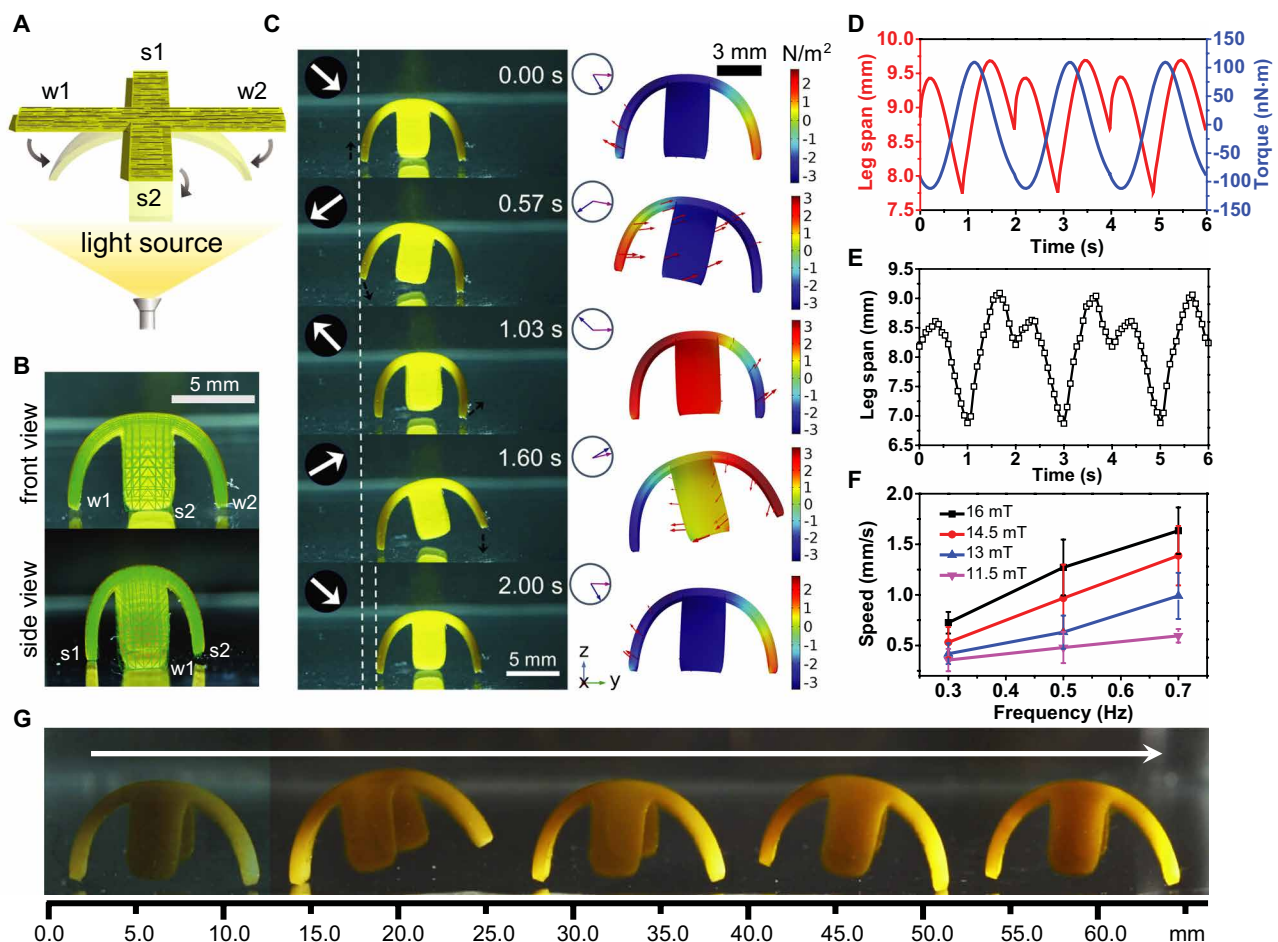 A
s1
w1
w2
s2
light source
B
5 mm
front view
w1
s2
w2
side view
s1
w1
s2
C
0.00 s
0.57 s
1.03 s
1.60 s
2.00 s
5 mm
3 mm
N/m²
3
2
1
0
-1
-2
-3
3
2
1
0
-1
-2
-3
3
2
1
0
-1
-2
-3
3
2
1
0
-1
-2
-3
3
2
1
0
-1
-2
-3
z
x
y
D
Leg span (mm)
10.0
9.5
9.0
8.5
8.0
7.5
150
100
50
0
-50
-100
-150
Torque (nN·m)
0 1 2 3 4 5 6
Time (s)
E
Leg span (mm)
9.5
9.0
8.5
8.0
7.5
7.0
6.5
0 1 2 3 4 5 6
Time (s)
F
Speed (mm/s)
2.0
1.5
1.0
0.5
16 mT
14.5 mT
13 mT
11.5 mT
0.3 0.4 0.5 0.6 0.7
Frequency (Hz)
G
0.0 5.0 10.0 15.0 20.0 25.0 30.0 35.0 40.0 45.0 50.0 55.0 60.0 mm